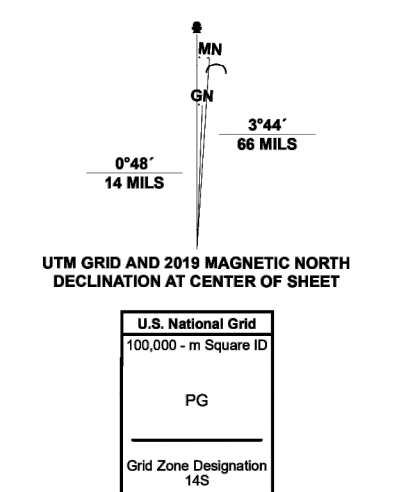 MN
GN
3°44´
66 MILS
0°48´
14 MILS
UTM GRID AND 2019 MAGNETIC NORTH
DECLINATION AT CENTER OF SHEET
U.S. National Grid
100,000 - m Square ID
PG
Grid Zone Designation
14S